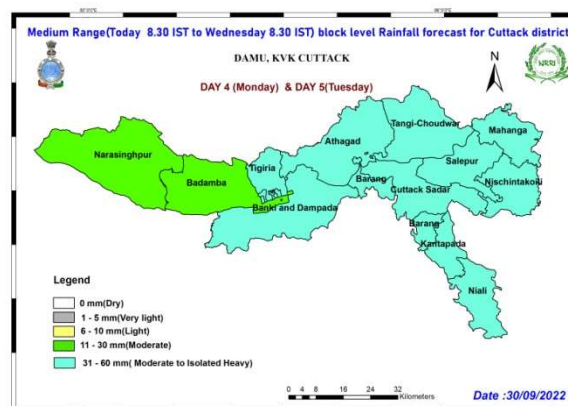 Medium Range(Today 8.30 IST to Wednesday 8.30 IST) block level Rainfall forecast for Cuttack district
DAMU, KVK CUTTACK
NRRI
N
DAY 4 (Monday) & DAY 5(Tuesday)
Tangi-Choudwar
Mahanga
Athagad
Narasinghpur
Salepur
Tigiria
Badamba
Barang
Nischintakoili
Cuttack Sadar
Banki and Dampada
Barang
Kantapada
Niali
Legend
0 mm(Dry)
1 - 5 mm(Very light)
6 - 10 mm(Light)
11 - 30 mm(Moderate)
31 - 60 mm( Moderate to Isolated Heavy)
0 4 8 16 24 32
Kilometers
Date :30/09/2022